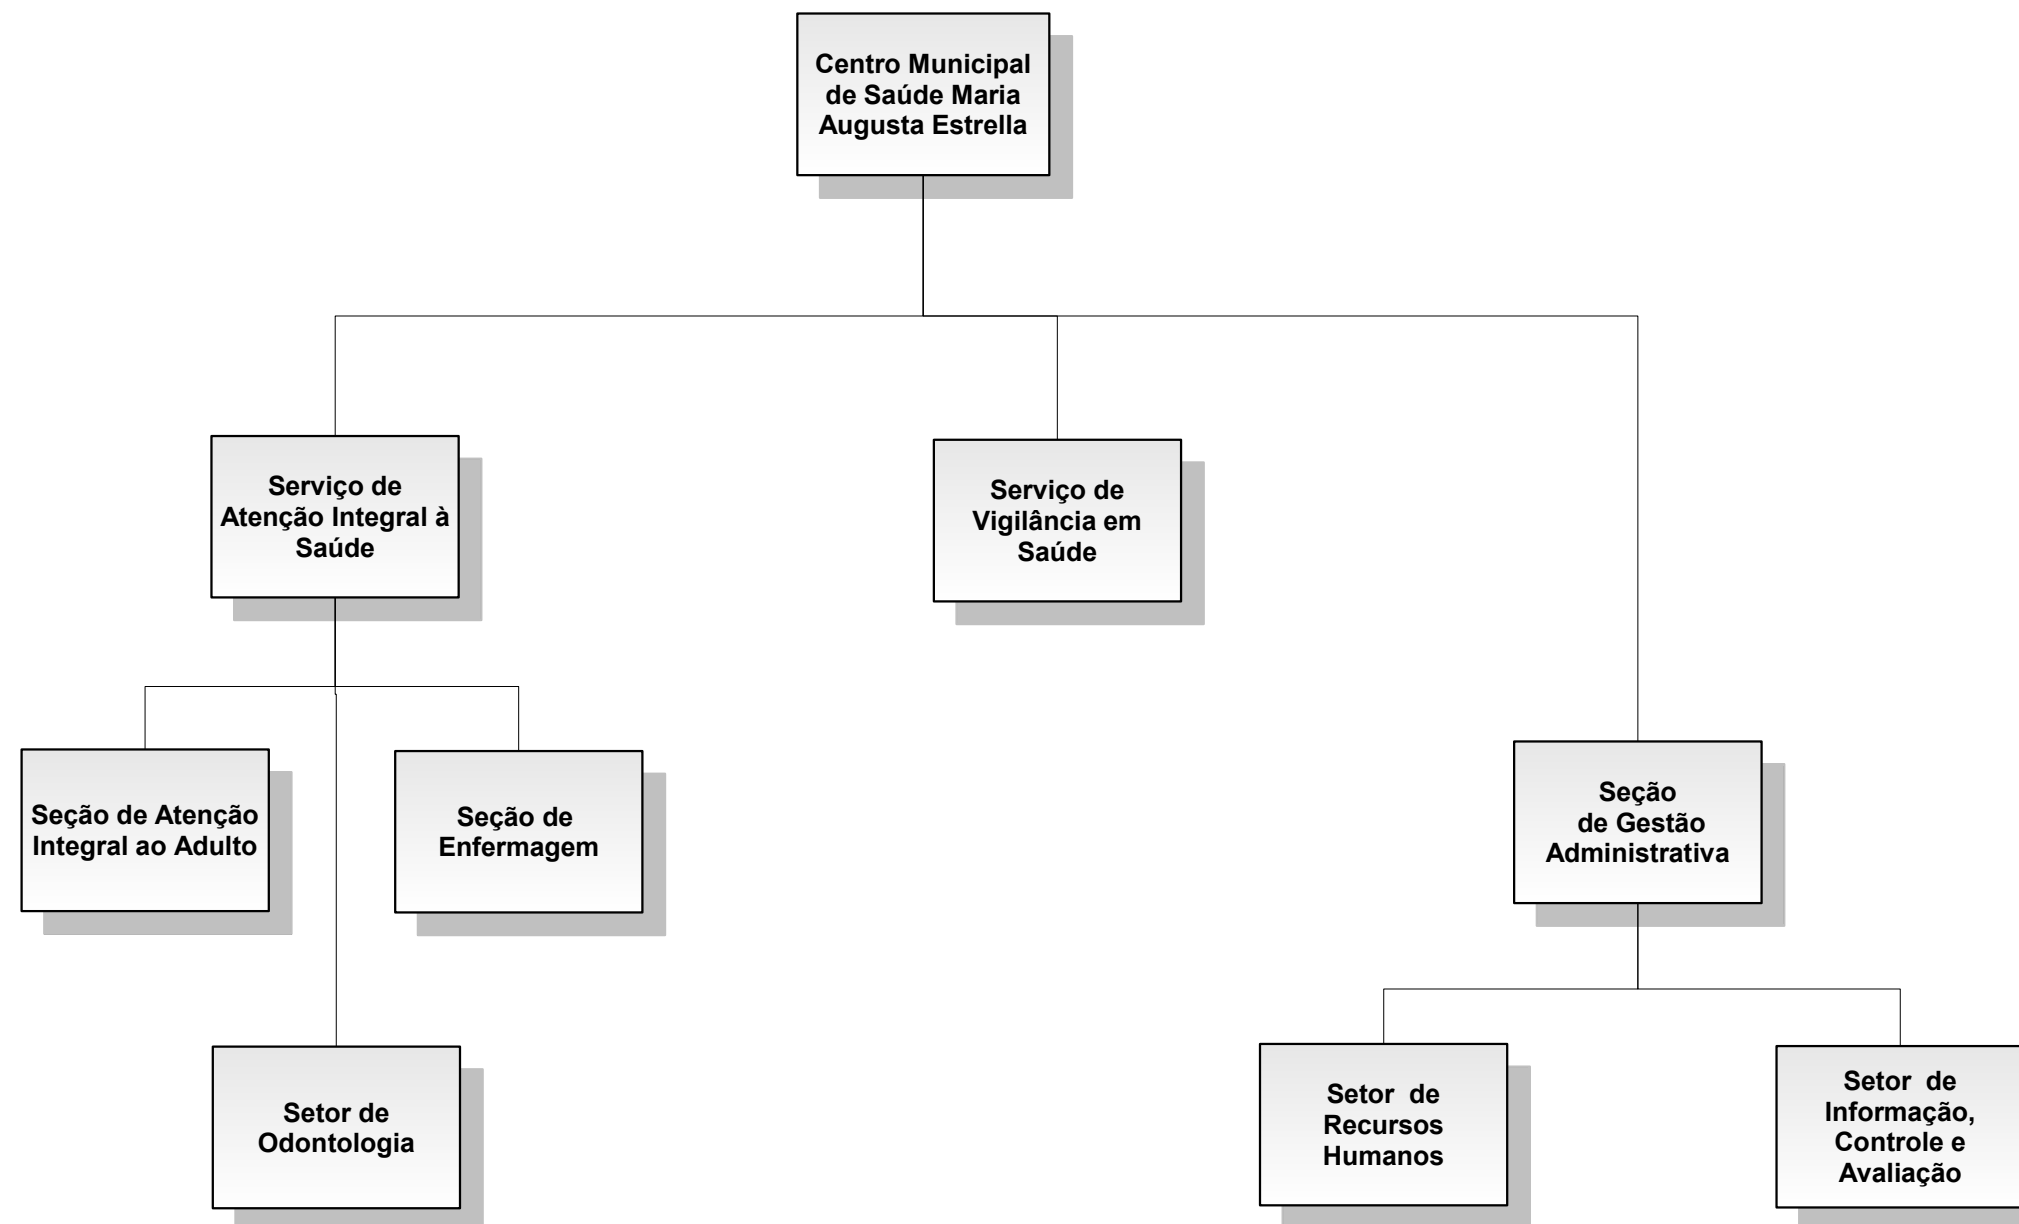 Centro Municipal
de Saúde Maria
Augusta Estrella
Serviço de
Atenção Integral à
Saúde
Serviço de
Vigilância em
Saúde
Seção de Atenção
Integral ao Adulto
Seção de
Enfermagem
Seção
de Gestão
Administrativa
Setor de
Odontologia
Setor de
Recursos
Humanos
Setor de
Informação,
Controle e
Avaliação